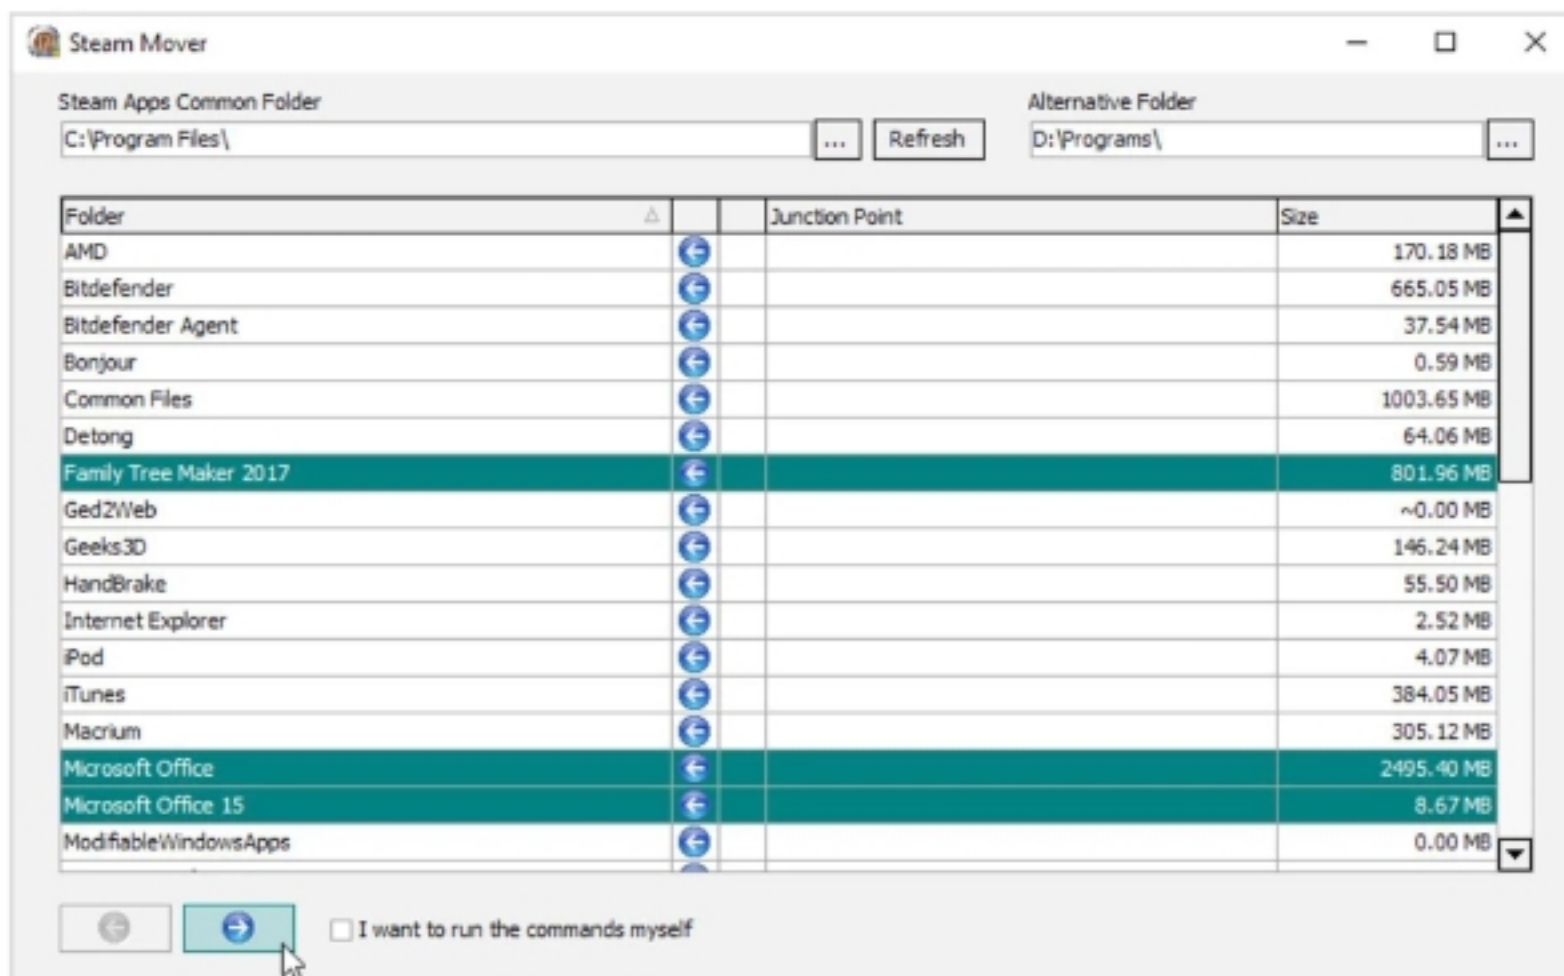 Steam Mover
Steam Apps Common Folder Alternative Folder
C:\Program Files\ ... Refresh D:\Programs\ ...
Folder Junction Point Size
AMD 170.18 MB
Bitdefender 665.05 MB
Bitdefender Agent 37.54 MB
Bonjour 0.59 MB
Common Files 1003.65 MB
Detong 64.06 MB
Family Tree Maker 2017 801.96 MB
Ged2Web ~0.00 MB
Geeks3D 146.24 MB
HandBrake 55.50 MB
Internet Explorer 2.52 MB
iPod 4.07 MB
iTunes 384.05 MB
Macrium 305.12 MB
Microsoft Office 2495.40 MB
Microsoft Office 15 8.67 MB
ModifiableWindowsApps 0.00 MB
I want to run the commands myself